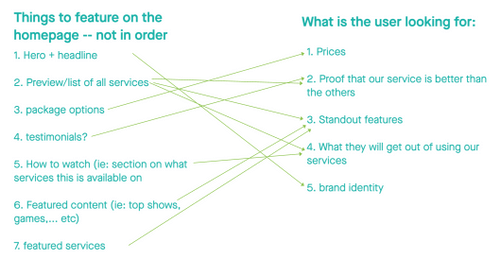 Things to feature on the
homepage -- not in order
1. Hero + headline
2. Preview/list of all services
3. package options
4. testimonials?
5. How to watch (ie: section on what
services this is available on
6. Featured content (ie: top shows,
games,... etc)
7. featured services
What is the user looking for:
1. Prices
2. Proof that our service is better than
the others
3. Standout features
4. What they will get out of using our
services
5. brand identity